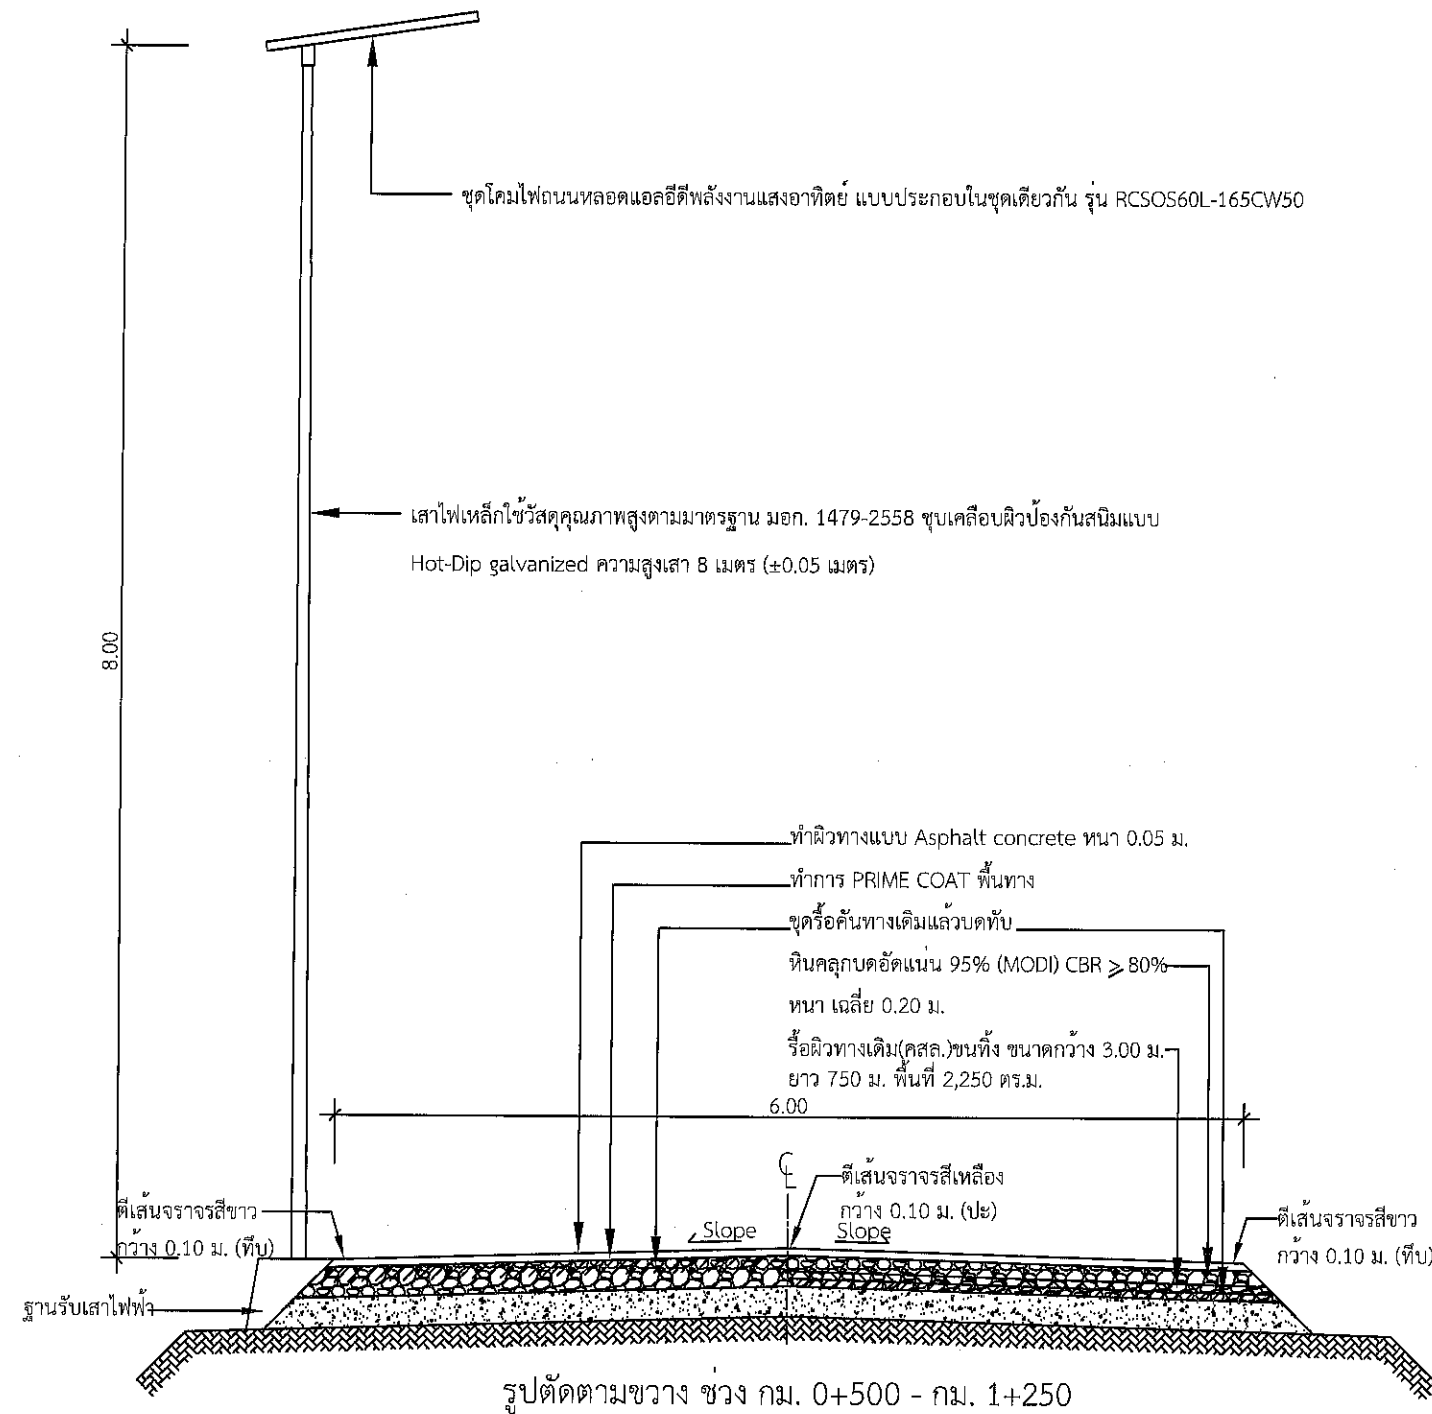 ชุดโคมไฟถนนหลอดแอลอีดีพลังงานแสงอาทิตย์ แบบประกอบในชุดเดียวกัน รุ่น RCSOS60L-165CW50
เสาไฟเหล็กใช้วัสดุคุณภาพสูงตามมาตรฐาน มอก. 1479-2558 ชุบเคลือบผิวป้องกันสนิมแบบ
Hot-Dip galvanized ความสูงเสา 8 เมตร (±0.05 เมตร)
8.00
ทำผิวทางแบบ Asphalt concrete หนา 0.05 ม.
ทำการ PRIME COAT พื้นทาง
ขุดรื้อคันทางเดิมแล้วบดทับ
หินคลุกบดอัดแน่น 95% (MODI) CBR ⩾ 80%
หนา เฉลี่ย 0.20 ม.
รื้อผิวทางเดิม(คสล.)ขนทิ้ง ขนาดกว้าง 3.00 ม.
ยาว 750 ม. พื้นที่ 2,250 ตร.ม.
6.00
ตีเส้นจราจรสีเหลือง
กว้าง 0.10 ม. (ปะ)
ตีเส้นจราจรสีขาว
กว้าง 0.10 ม. (ทึบ)
Slope
Slope
ตีเส้นจราจรสีขาว
กว้าง 0.10 ม. (ทึบ)
ฐานรับเสาไฟฟ้า
รูปตัดตามขวาง ช่วง กม. 0+500 - กม. 1+250